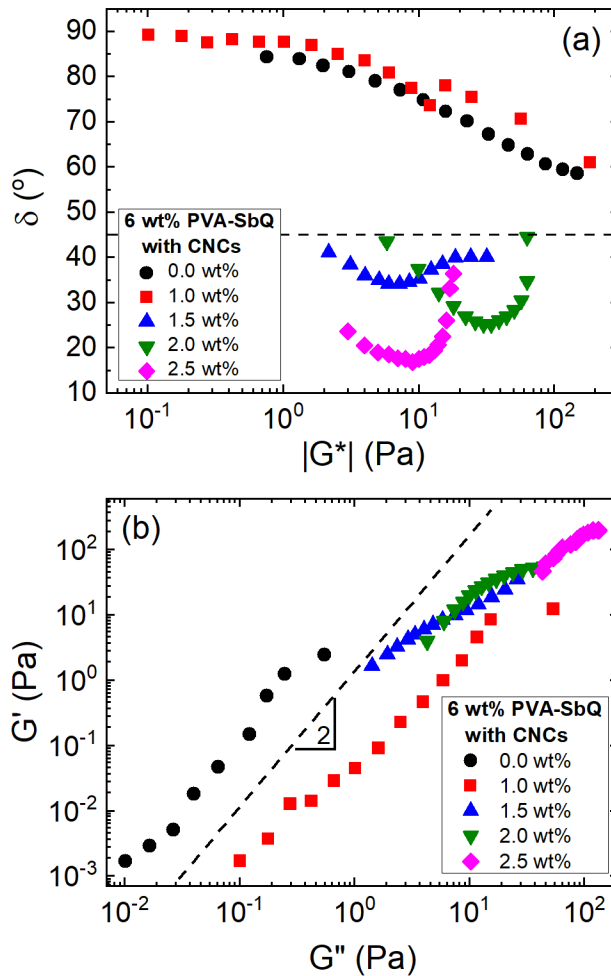 (a)
90
80
70
60
50
40
30
20
10
δ (º)
6 wt% PVA-SbQ
with CNCs
0.0 wt%
1.0 wt%
1.5 wt%
2.0 wt%
2.5 wt%
10⁻¹ 10⁰ 10¹ 10²
|G*| (Pa)
(b)
10²
10¹
10⁰
10⁻¹
10⁻²
10⁻³
G' (Pa)
2
6 wt% PVA-SbQ
with CNCs
0.0 wt%
1.0 wt%
1.5 wt%
2.0 wt%
2.5 wt%
10⁻² 10⁻¹ 10⁰ 10¹ 10²
G" (Pa)